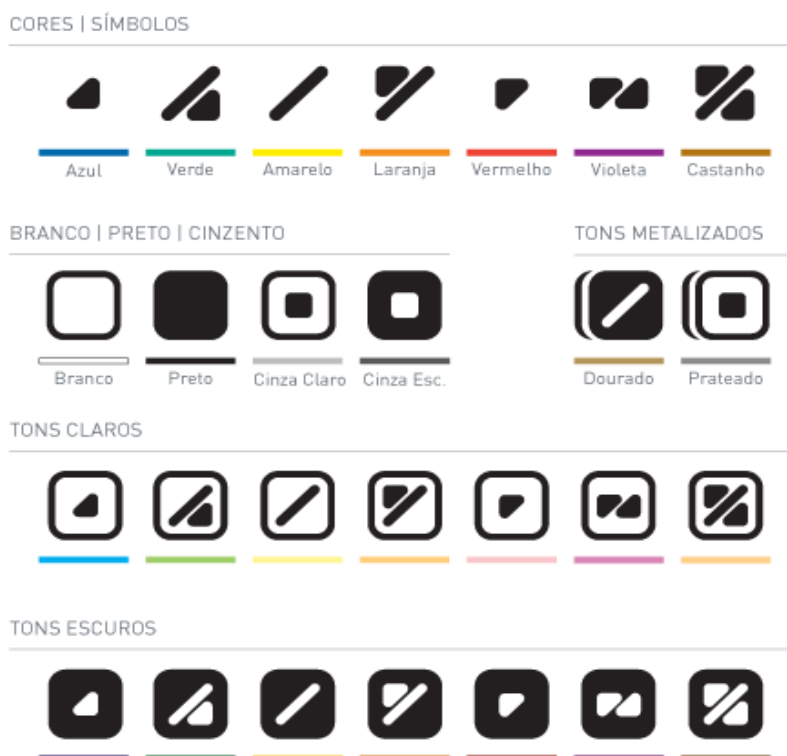 CORES | SÍMBOLOS
Azul Verde Amarelo Laranja Vermelho Violeta Castanho
BRANCO | PRETO | CINZENTO TONS METALIZADOS
Branco Preto Cinza Claro Cinza Esc. Dourado Prateado
TONS CLAROS
TONS ESCUROS